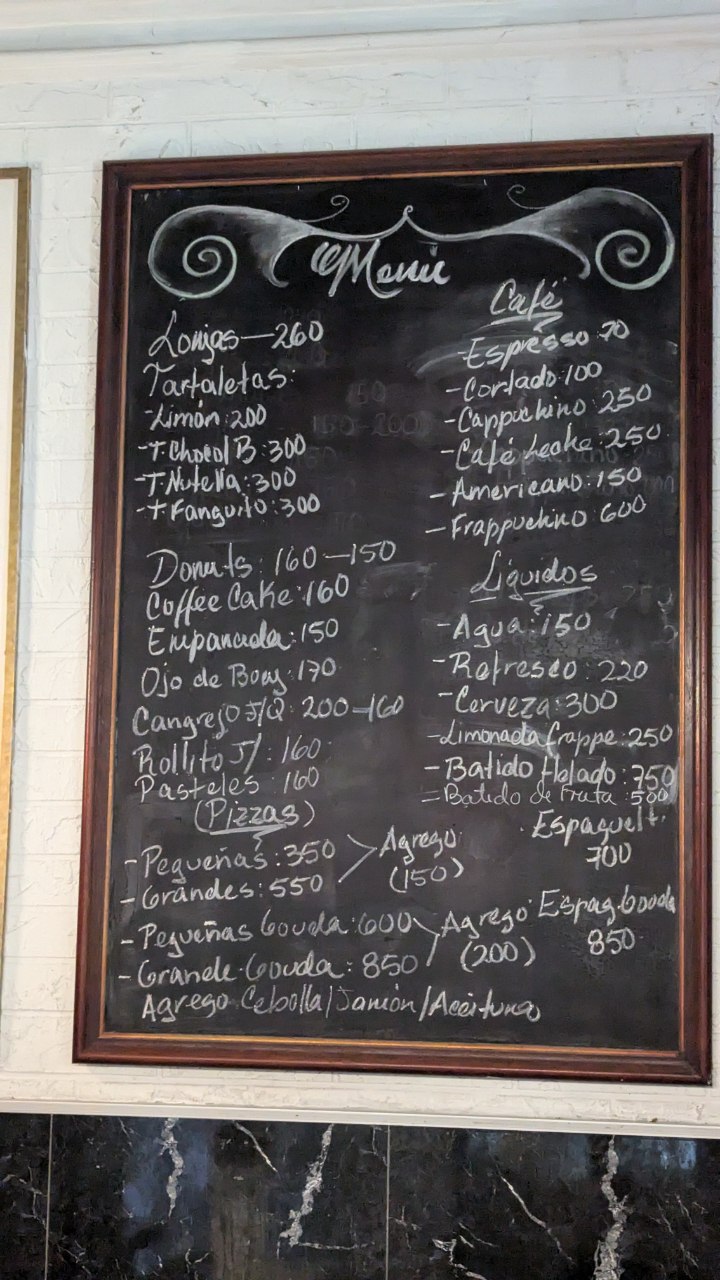 Menú
Lonjas—260
Tartaletas:
-Limón: 200
-T. Chocol B: 300
-T. Nutella: 300
-T Fanguito: 300
Donuts: 160—150
Coffee Cake: 160
Empanada: 150
Ojo de Buey: 170
Cangrejo J/Q: 200—160
Rollito J/: 160
Pasteles: 160
(Pizzas)
-Pequeñas: 350
-Grandes: 550
Agrego
(150)
-Pequeñas Gouda: 600
-Grande Gouda: 850
Agrego
(200)
Agrego Cebolla/Jamón/Aceituna
Café
-Espresso: 70
-Cortado: 100
-Cappuchino: 250
-Café Leche: 250
-Americano: 150
-Frappuchino 600
Líquidos
-Agua: 150
-Refresco: 220
-Cerveza: 300
-Limonada Frappe: 250
-Batido Helado: 750
-Batido de Fruta: 500
Espaguett.
700
Espag. Gouda
850